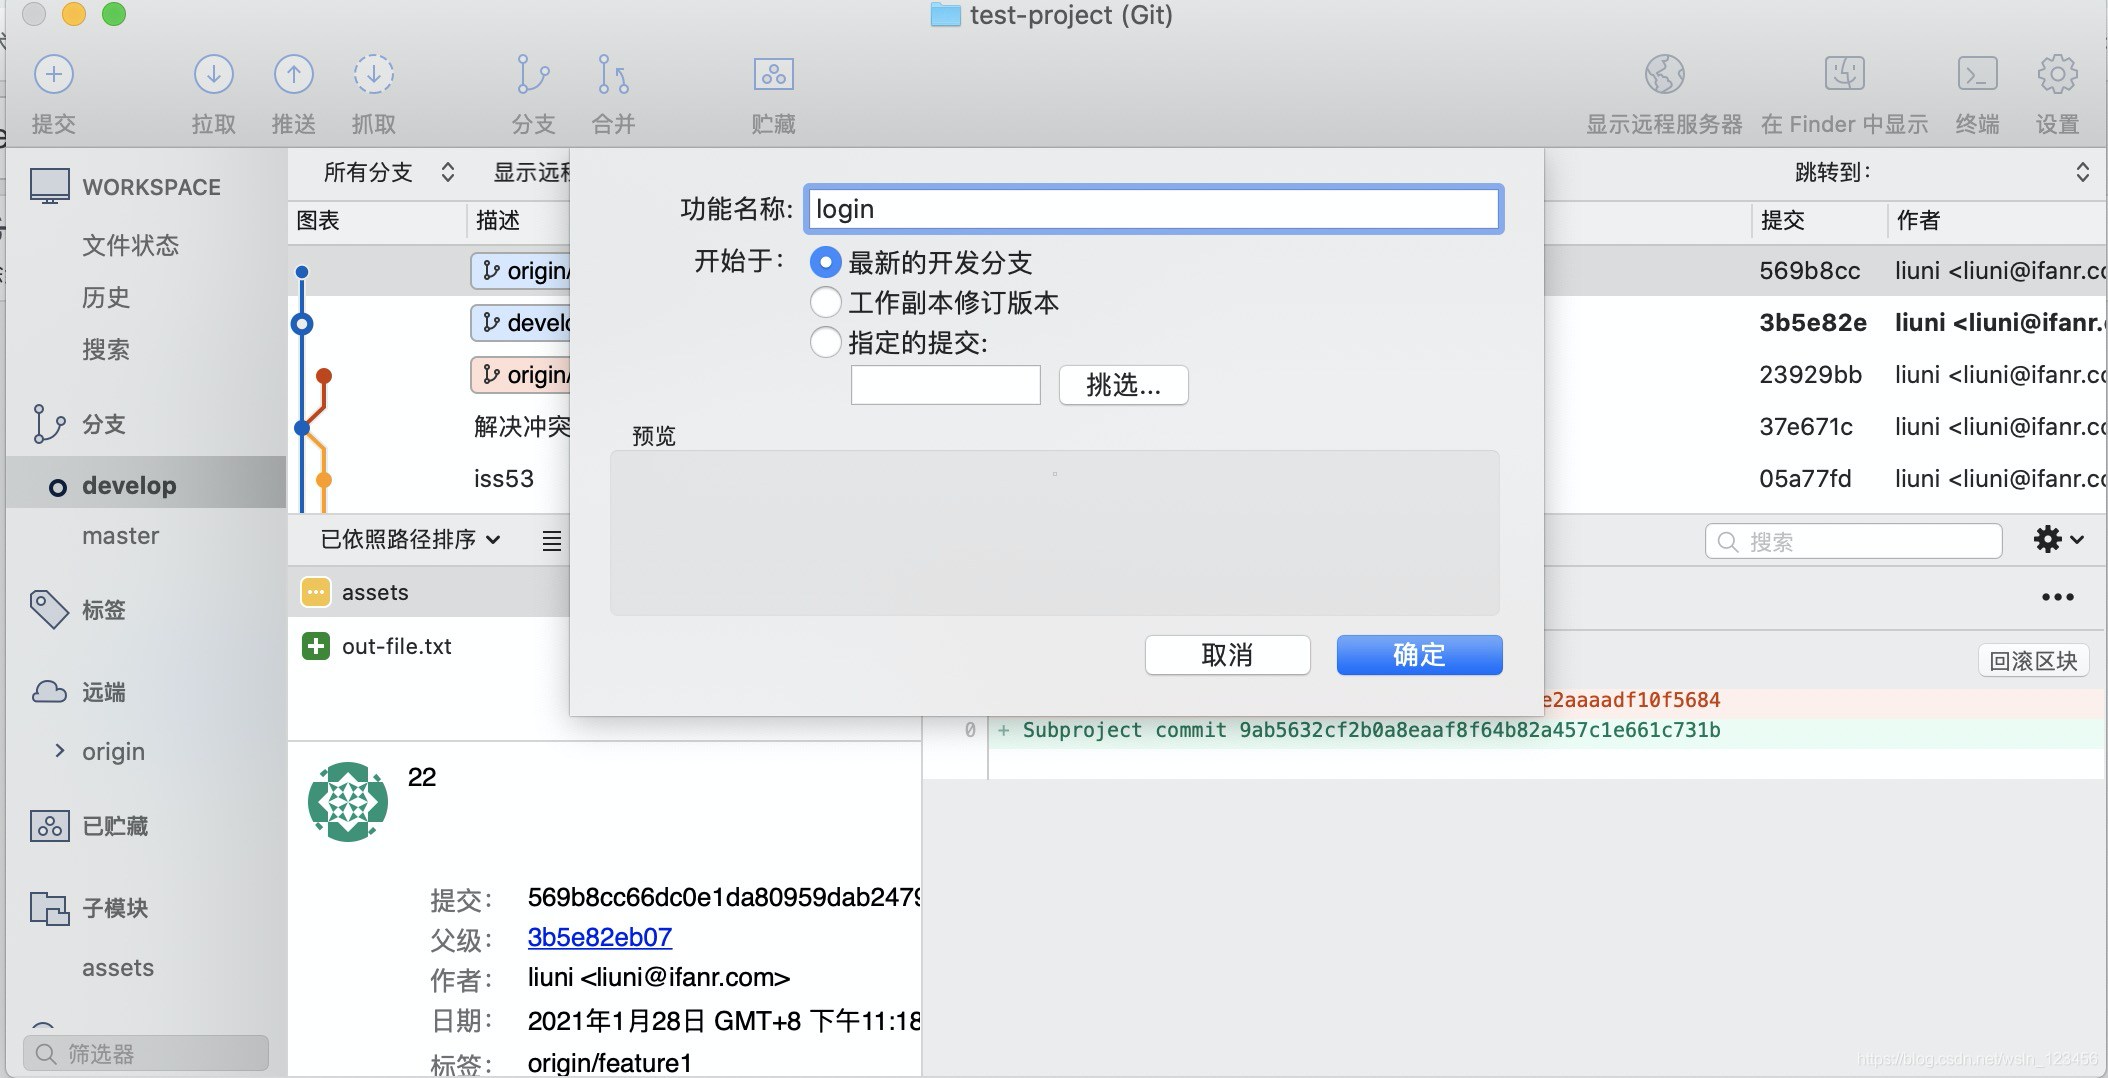 test-project (Git)
提交
拉取
推送
抓取
分支
合并
贮藏
显示远程服务器
在 Finder 中显示
终端
设置
WORKSPACE
文件状态
历史
搜索
分支
develop
master
标签
远端
origin
已贮藏
子模块
assets
筛选器
所有分支
显示远程
跳转到:
图表
描述
提交
作者
origin/
569b8cc
liuni <liuni@ifanr.co
develo
3b5e82e
liuni <liuni@ifanr.
origin/
23929bb
liuni <liuni@ifanr.co
解决冲突
37e671c
liuni <liuni@ifanr.co
iss53
05a77fd
liuni <liuni@ifanr.co
功能名称:
login
开始于:
最新的开发分支
工作副本修订版本
指定的提交:
挑选...
预览
取消
确定
已依照路径排序
搜索
assets
out-file.txt
回滚区块
e2aaaadf10f5684
0 + Subproject commit 9ab5632cf2b0a8eaaf8f64b82a457c1e661c731b
22
提交: 569b8cc66dc0e1da80959dab2479
父级: 3b5e82eb07
作者: liuni <liuni@ifanr.com>
日期: 2021年1月28日 GMT+8 下午11:18
标签: origin/feature1
https://blog.csdn.net/wsln_123456